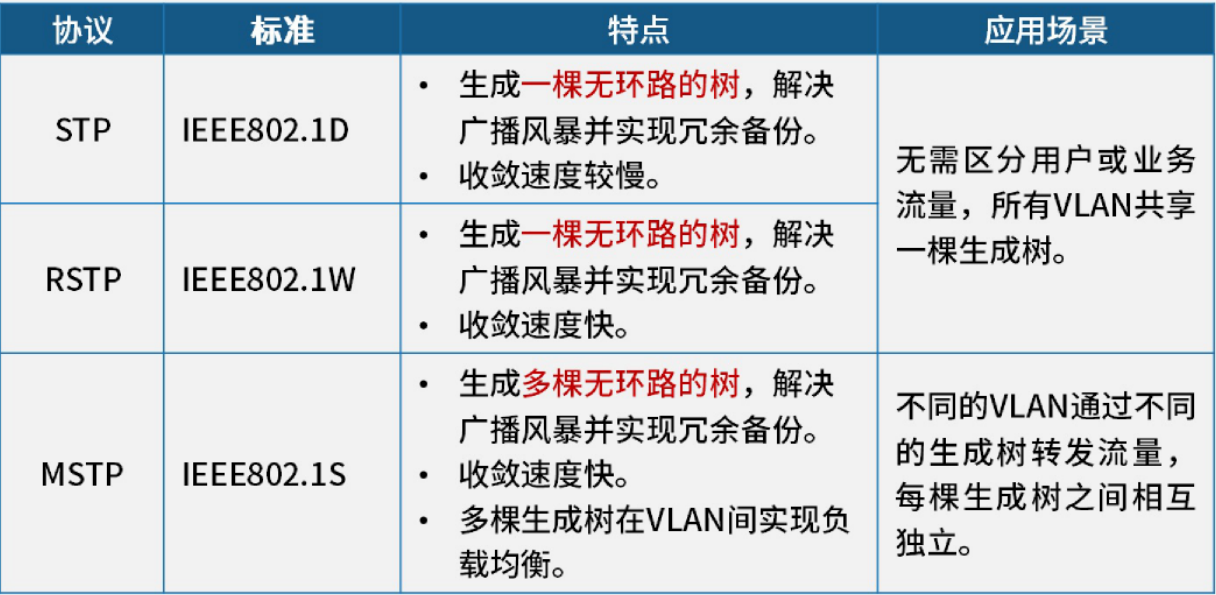 协议 标准 特点 应用场景
STP IEEE802.1D
• 生成一棵无环路的树，解决
广播风暴并实现冗余备份。
• 收敛速度较慢。
无需区分用户或业务
流量，所有VLAN共享
一棵生成树。
RSTP IEEE802.1W
• 生成一棵无环路的树，解决
广播风暴并实现冗余备份。
• 收敛速度快。
MSTP IEEE802.1S
• 生成多棵无环路的树，解决
广播风暴并实现冗余备份。
• 收敛速度快。
• 多棵生成树在VLAN间实现负
载均衡。
不同的VLAN通过不同
的生成树转发流量，
每棵生成树之间相互
独立。